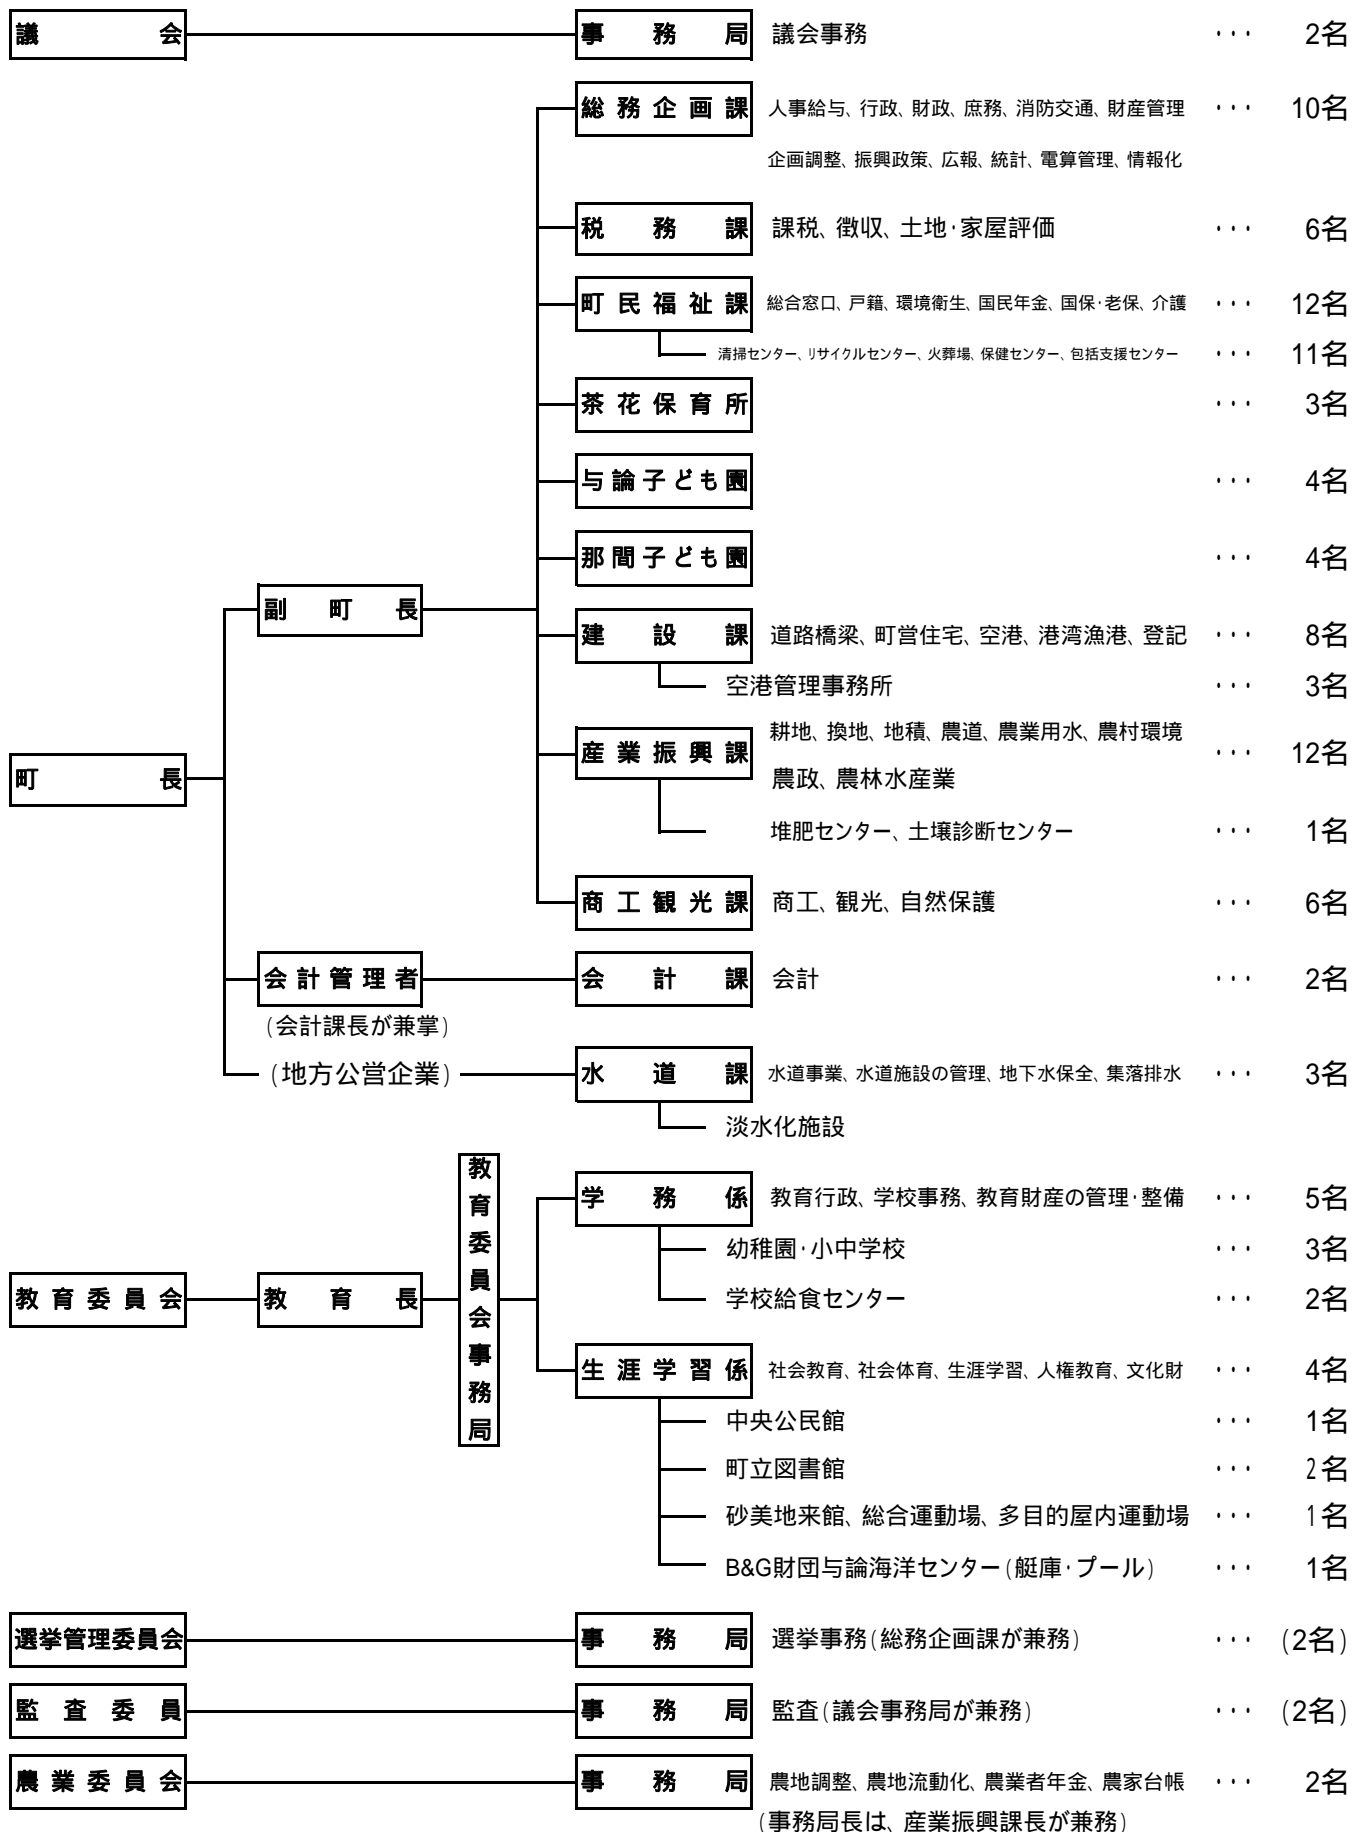 議会 事務局 議会事務 ・・・ 2名
総務企画課 人事給与、行政、財政、庶務、消防交通、財産管理 ・・・ 10名
企画調整、振興政策、広報、統計、電算管理、情報化
税務課 課税、徴収、土地・家屋評価 ・・・ 6名
町民福祉課 総合窓口、戸籍、環境衛生、国民年金、国保・老保、介護 ・・・ 12名
清掃センター、リサイクルセンター、火葬場、保健センター、包括支援センター ・・・ 11名
茶花保育所 ・・・ 3名
与論子ども園 ・・・ 4名
那間子ども園 ・・・ 4名
副町長
建設課 道路橋梁、町営住宅、空港、港湾漁港、登記 ・・・ 8名
空港管理事務所 ・・・ 3名
町長
産業振興課 耕地、換地、地積、農道、農業用水、農村環境 ・・・ 12名
農政、農林水産業
堆肥センター、土壌診断センター ・・・ 1名
商工観光課 商工、観光、自然保護 ・・・ 6名
会計管理者 会計課 会計 ・・・ 2名
(会計課長が兼掌)
(地方公営企業) 水道課 水道事業、水道施設の管理、地下水保全、集落排水 ・・・ 3名
淡水化施設
教育委員会 教育長 教育委員会事務局
学務係 教育行政、学校事務、教育財産の管理・整備 ・・・ 5名
幼稚園・小中学校 ・・・ 3名
学校給食センター ・・・ 2名
生涯学習係 社会教育、社会体育、生涯学習、人権教育、文化財 ・・・ 4名
中央公民館 ・・・ 1名
町立図書館 ・・・ 2名
砂美地来館、総合運動場、多目的屋内運動場 ・・・ 1名
B&G財団与論海洋センター(艇庫・プール) ・・・ 1名
選挙管理委員会 事務局 選挙事務(総務企画課が兼務) ・・・ (2名)
監査委員 事務局 監査(議会事務局が兼務) ・・・ (2名)
農業委員会 事務局 農地調整、農地流動化、農業者年金、農家台帳 ・・・ 2名
(事務局長は、産業振興課長が兼務)